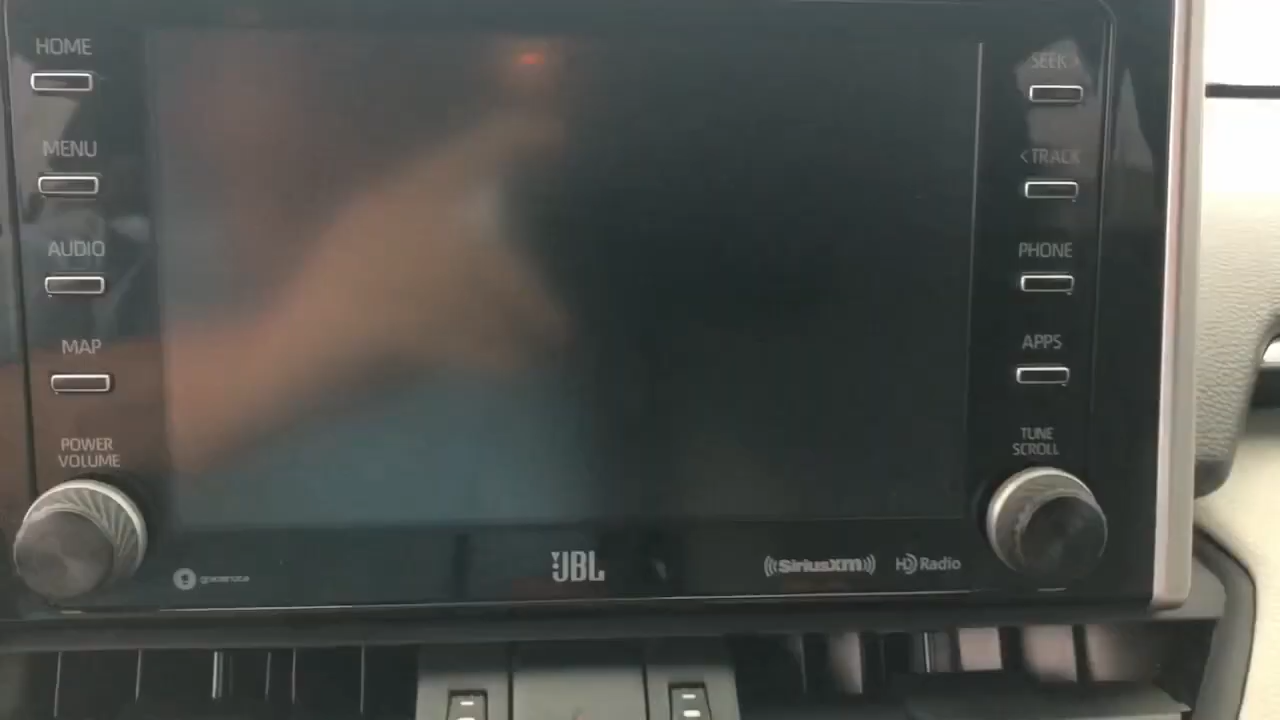 HOME
MENU
AUDIO
MAP
POWER
VOLUME
SEEK >
< TRACK
PHONE
APPS
TUNE
SCROLL
JBL
SiriusXM
HD Radio